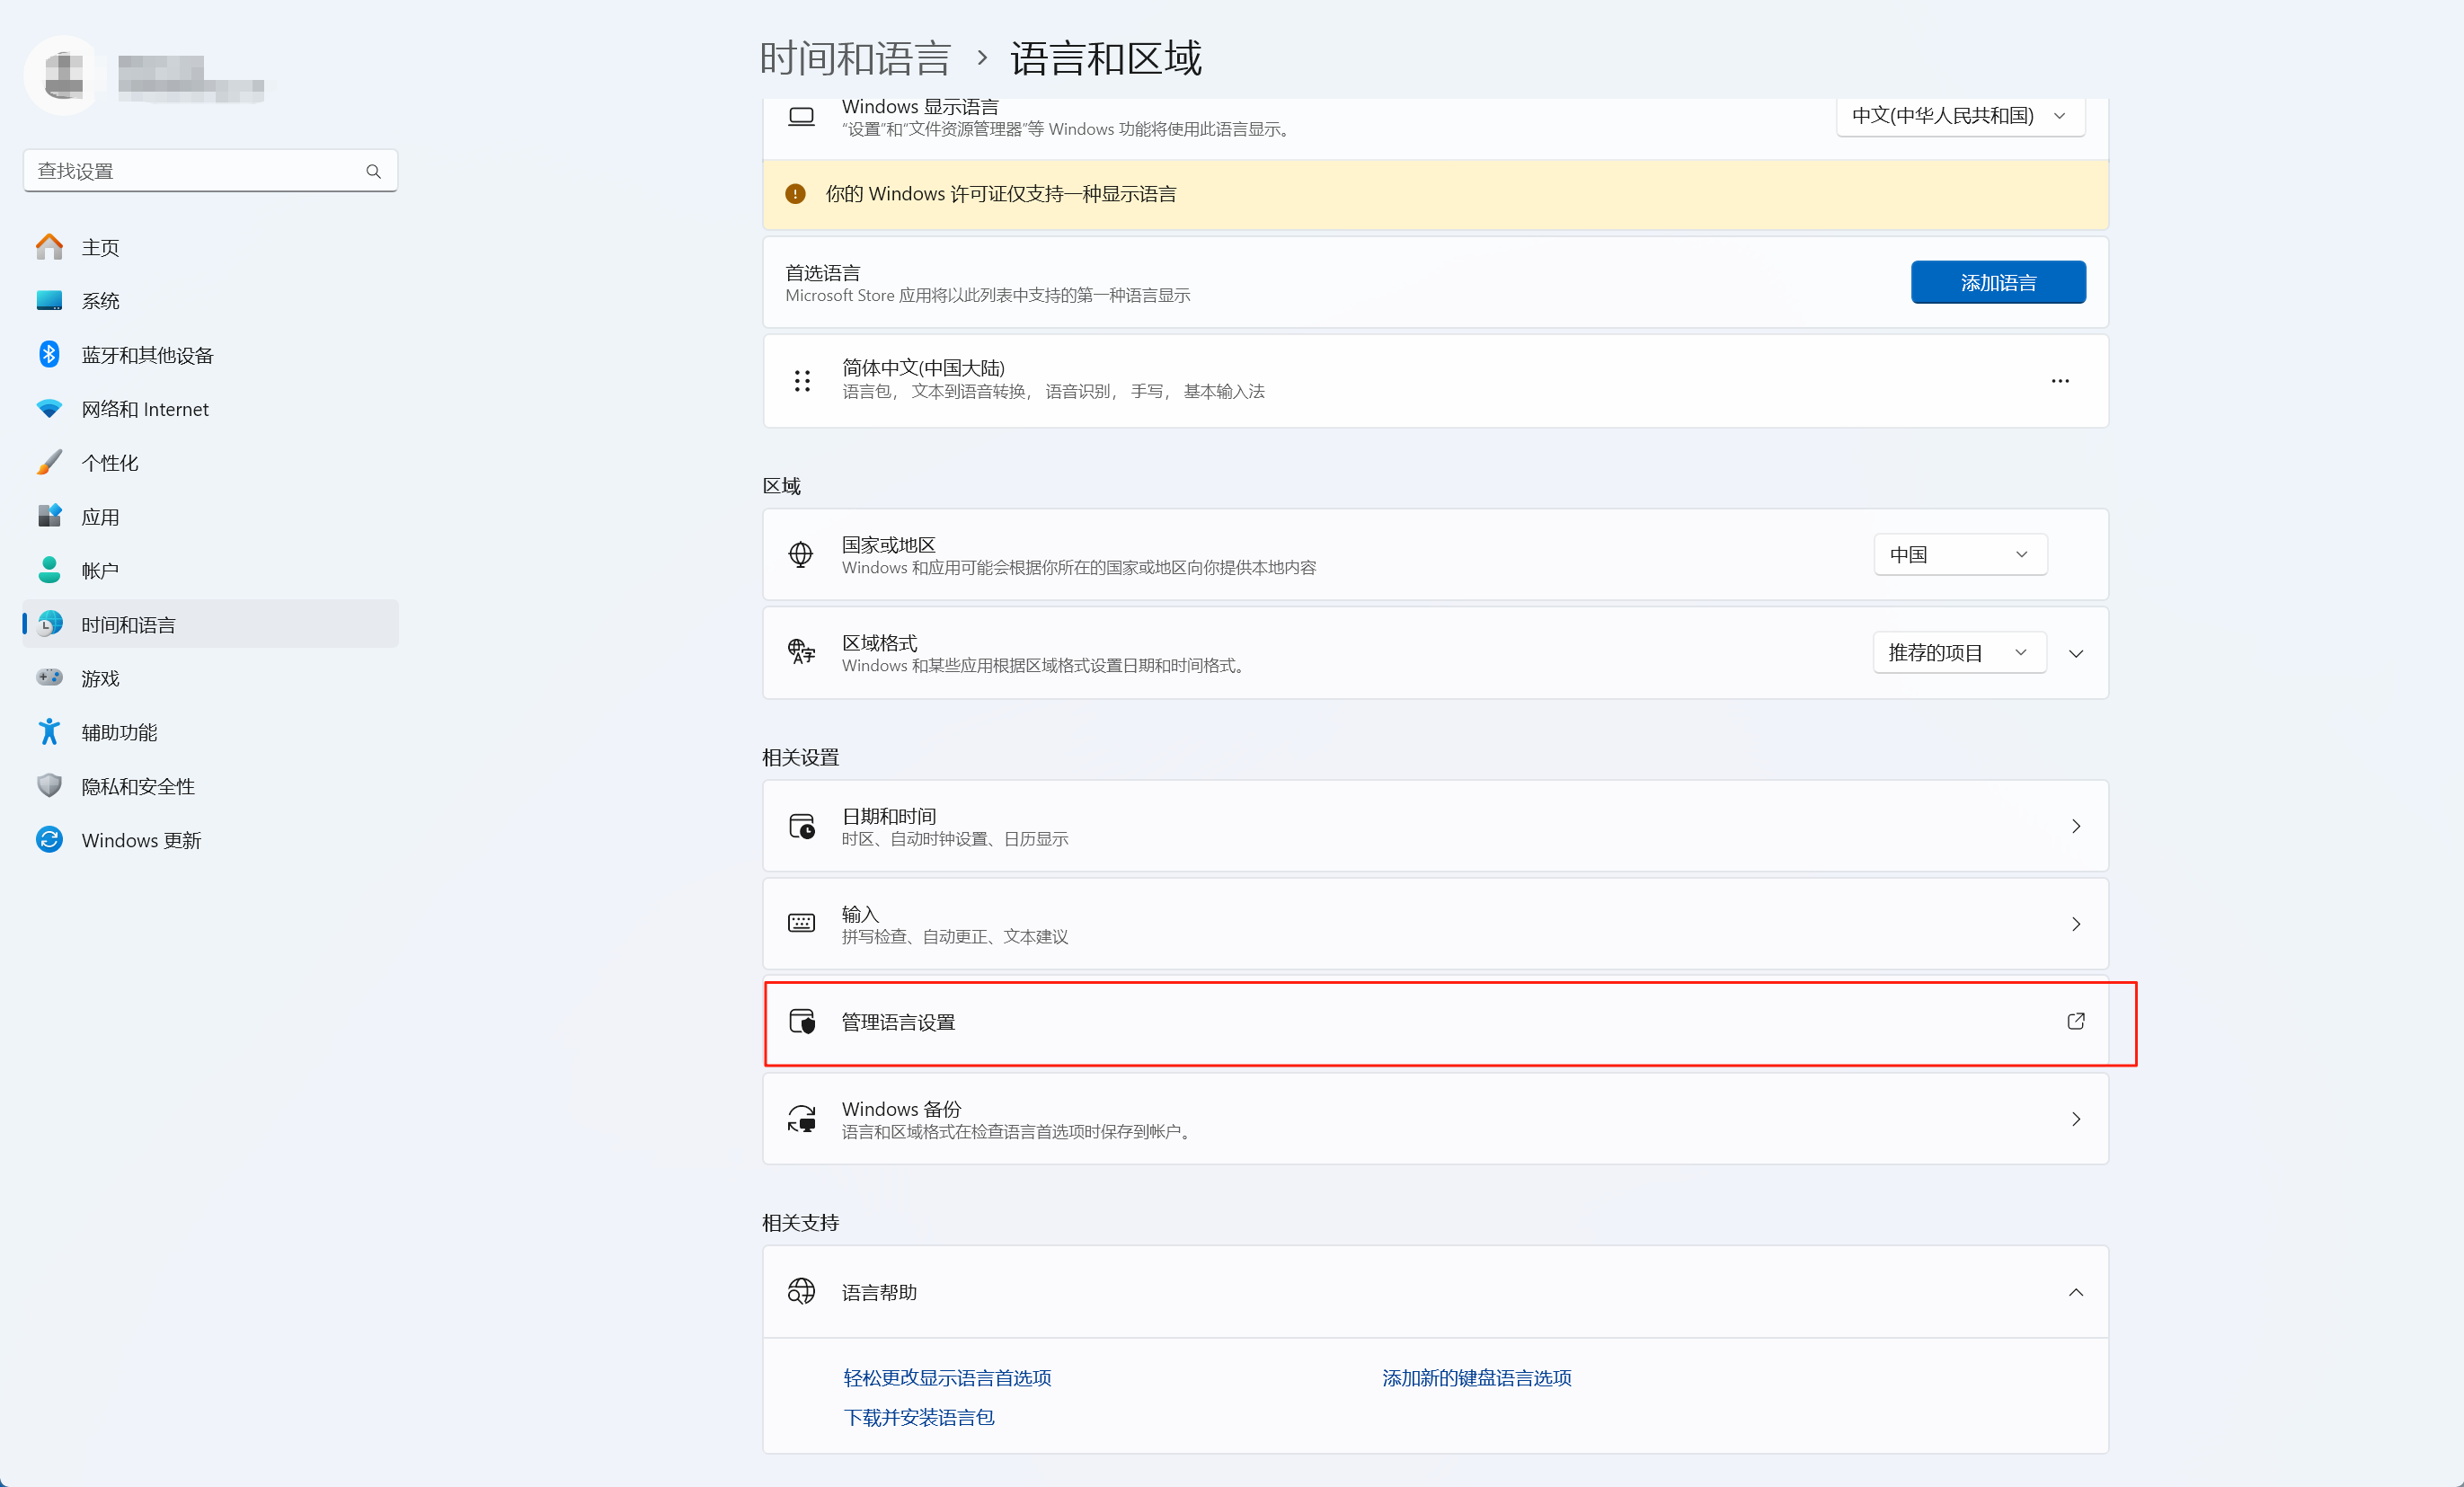 时间和语言 › 语言和区域
查找设置
主页
系统
蓝牙和其他设备
网络和 Internet
个性化
应用
帐户
时间和语言
游戏
辅助功能
隐私和安全性
Windows 更新
Windows 显示语言
“设置”和“文件资源管理器”等 Windows 功能将使用此语言显示。
中文(中华人民共和国)
你的 Windows 许可证仅支持一种显示语言
首选语言
Microsoft Store 应用将以此列表中支持的第一种语言显示
添加语言
简体中文(中国大陆)
语言包， 文本到语音转换， 语音识别， 手写， 基本输入法
区域
国家或地区
Windows 和应用可能会根据你所在的国家或地区向你提供本地内容
中国
区域格式
Windows 和某些应用根据区域格式设置日期和时间格式。
推荐的项目
相关设置
日期和时间
时区、自动时钟设置、日历显示
输入
拼写检查、自动更正、文本建议
管理语言设置
Windows 备份
语言和区域格式在检查语言首选项时保存到帐户。
相关支持
语言帮助
轻松更改显示语言首选项
添加新的键盘语言选项
下载并安装语言包